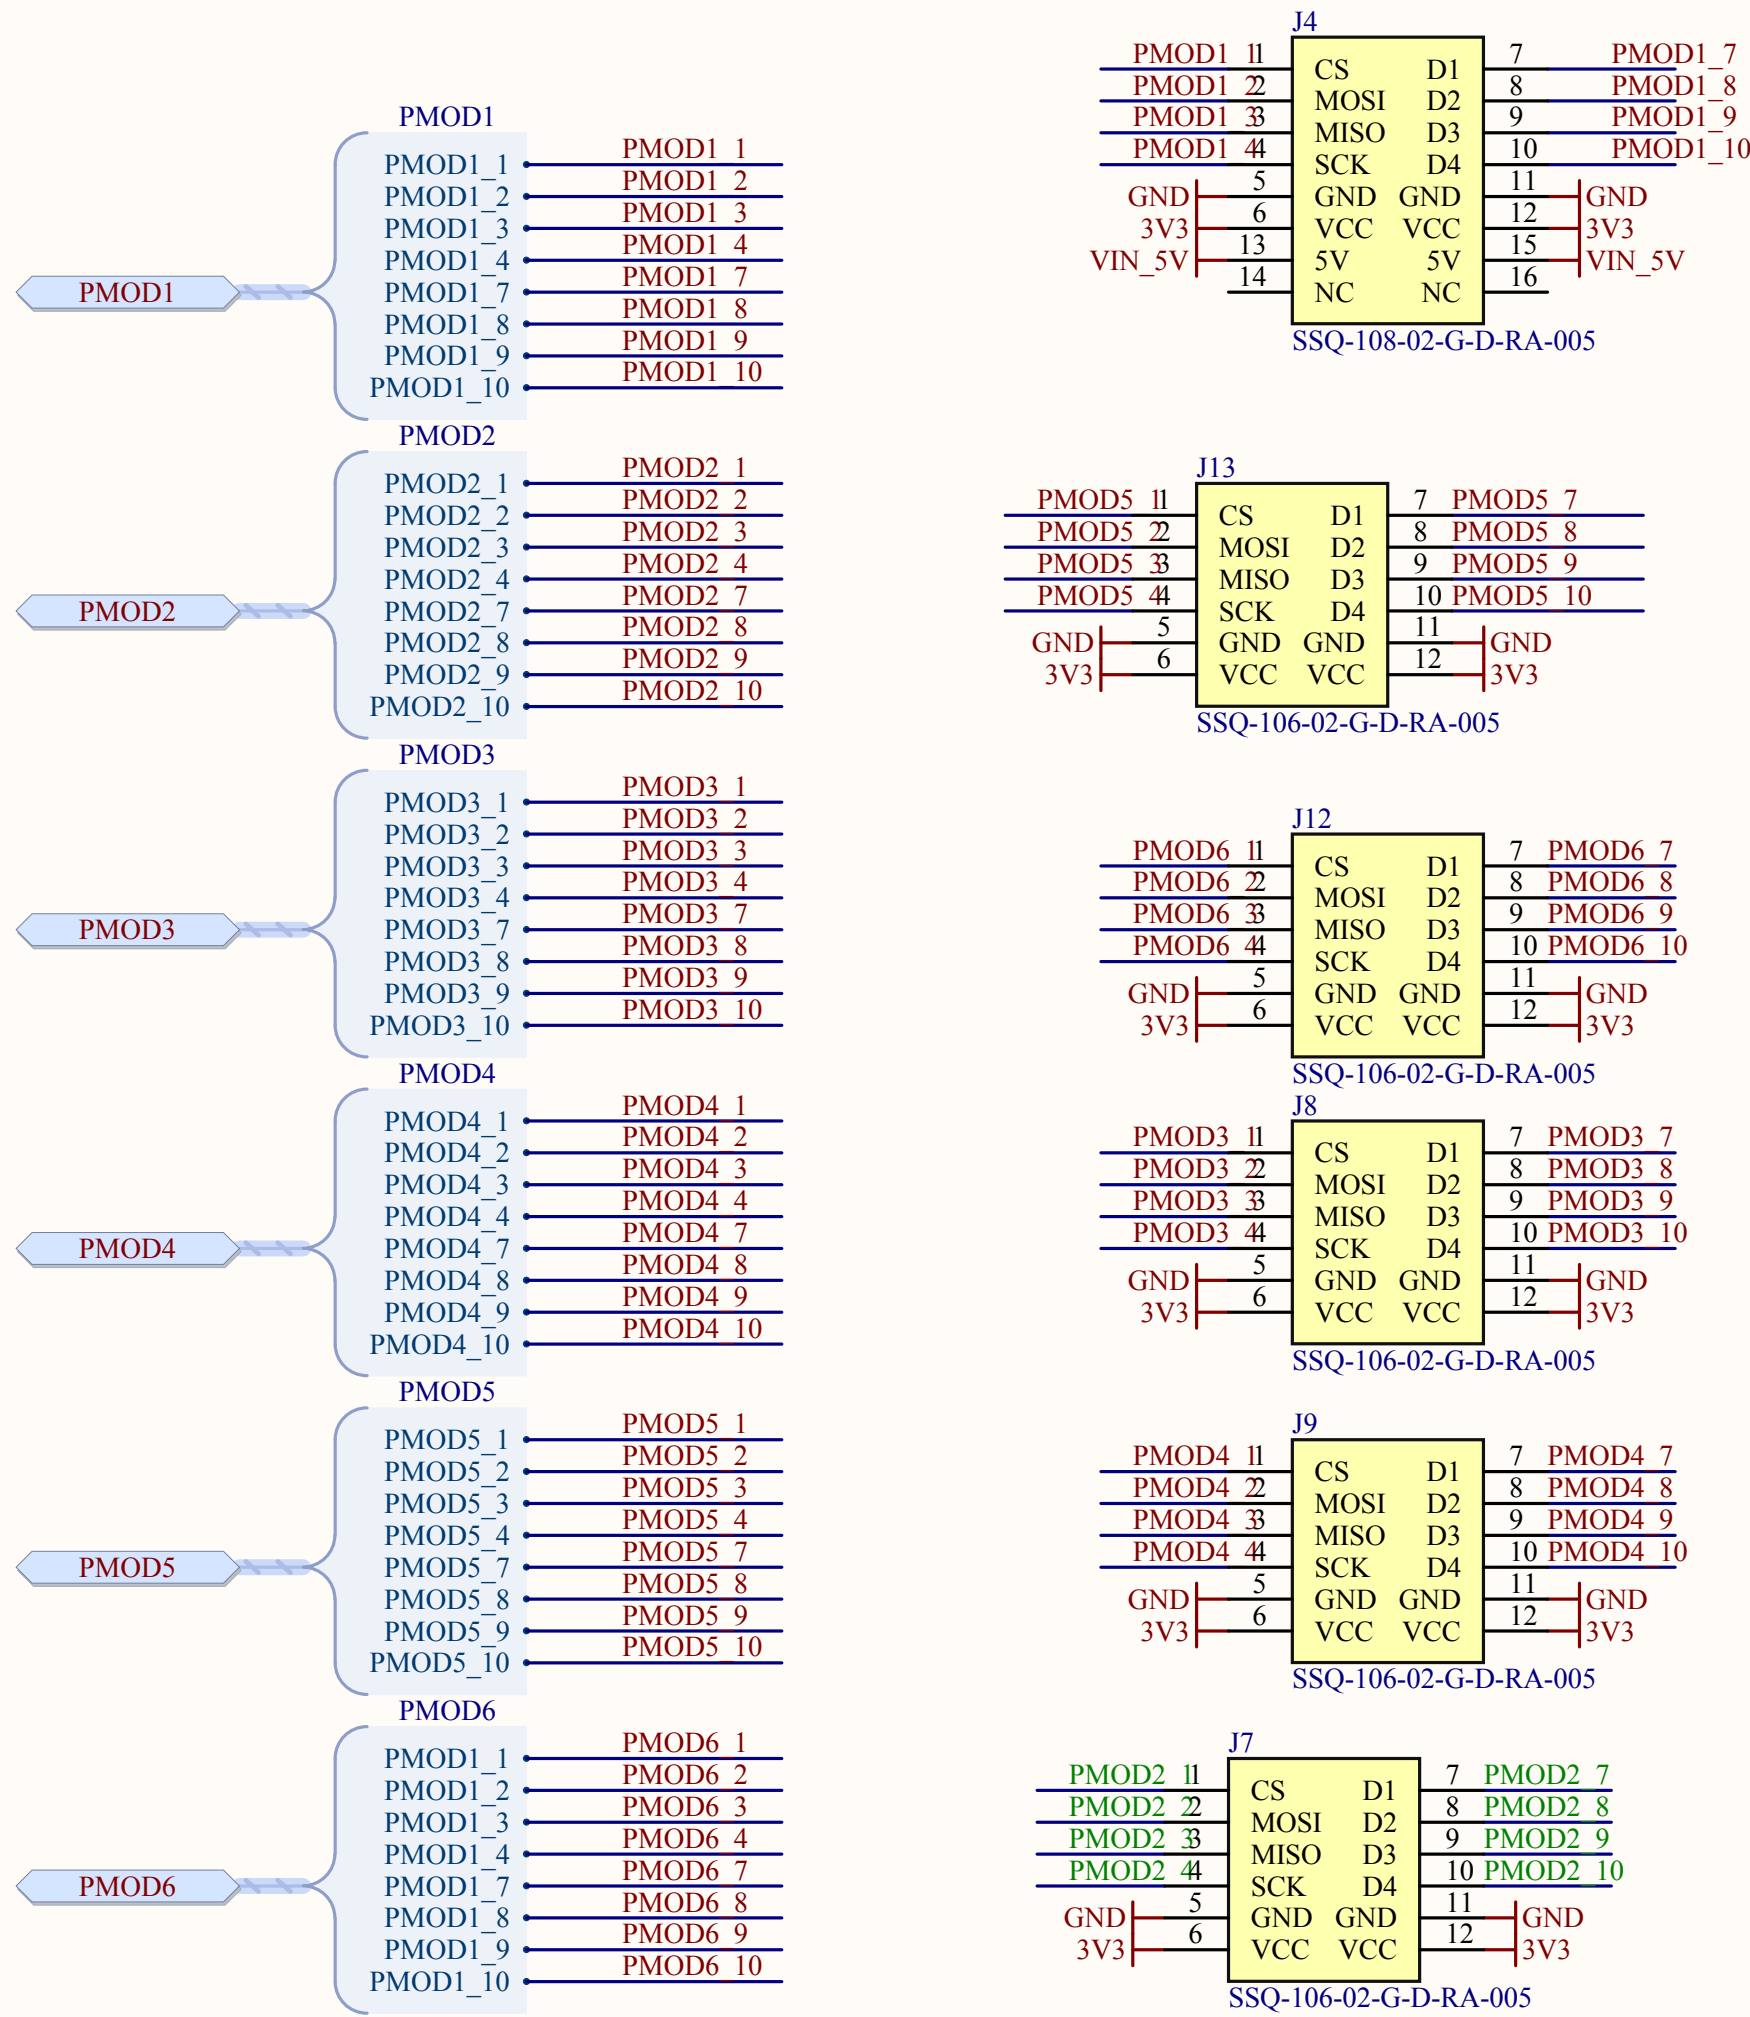 PMOD1
PMOD1
PMOD1_1 PMOD1_1
PMOD1_2 PMOD1_2
PMOD1_3 PMOD1_3
PMOD1_4 PMOD1_4
PMOD1_7 PMOD1_7
PMOD1_8 PMOD1_8
PMOD1_9 PMOD1_9
PMOD1_10 PMOD1_10
PMOD2
PMOD2
PMOD2_1 PMOD2_1
PMOD2_2 PMOD2_2
PMOD2_3 PMOD2_3
PMOD2_4 PMOD2_4
PMOD2_7 PMOD2_7
PMOD2_8 PMOD2_8
PMOD2_9 PMOD2_9
PMOD2_10 PMOD2_10
PMOD3
PMOD3
PMOD3_1 PMOD3_1
PMOD3_2 PMOD3_2
PMOD3_3 PMOD3_3
PMOD3_4 PMOD3_4
PMOD3_7 PMOD3_7
PMOD3_8 PMOD3_8
PMOD3_9 PMOD3_9
PMOD3_10 PMOD3_10
PMOD4
PMOD4
PMOD4_1 PMOD4_1
PMOD4_2 PMOD4_2
PMOD4_3 PMOD4_3
PMOD4_4 PMOD4_4
PMOD4_7 PMOD4_7
PMOD4_8 PMOD4_8
PMOD4_9 PMOD4_9
PMOD4_10 PMOD4_10
PMOD5
PMOD5
PMOD5_1 PMOD5_1
PMOD5_2 PMOD5_2
PMOD5_3 PMOD5_3
PMOD5_4 PMOD5_4
PMOD5_7 PMOD5_7
PMOD5_8 PMOD5_8
PMOD5_9 PMOD5_9
PMOD5_10 PMOD5_10
PMOD6
PMOD6
PMOD1_1 PMOD6_1
PMOD1_2 PMOD6_2
PMOD1_3 PMOD6_3
PMOD1_4 PMOD6_4
PMOD1_7 PMOD6_7
PMOD1_8 PMOD6_8
PMOD1_9 PMOD6_9
PMOD1_10 PMOD6_10
J4
PMOD1_1 1 CS D1 7 PMOD1_7
PMOD1_2 2 MOSI D2 8 PMOD1_8
PMOD1_3 3 MISO D3 9 PMOD1_9
PMOD1_4 4 SCK D4 10 PMOD1_10
GND 5 GND GND 11 GND
3V3 6 VCC VCC 12 3V3
VIN_5V 13 5V 5V 15 VIN_5V
14 NC NC 16
SSQ-108-02-G-D-RA-005
J13
PMOD5_1 1 CS D1 7 PMOD5_7
PMOD5_2 2 MOSI D2 8 PMOD5_8
PMOD5_3 3 MISO D3 9 PMOD5_9
PMOD5_4 4 SCK D4 10 PMOD5_10
GND 5 GND GND 11 GND
3V3 6 VCC VCC 12 3V3
SSQ-106-02-G-D-RA-005
J12
PMOD6_1 1 CS D1 7 PMOD6_7
PMOD6_2 2 MOSI D2 8 PMOD6_8
PMOD6_3 3 MISO D3 9 PMOD6_9
PMOD6_4 4 SCK D4 10 PMOD6_10
GND 5 GND GND 11 GND
3V3 6 VCC VCC 12 3V3
SSQ-106-02-G-D-RA-005
J8
PMOD3_1 1 CS D1 7 PMOD3_7
PMOD3_2 2 MOSI D2 8 PMOD3_8
PMOD3_3 3 MISO D3 9 PMOD3_9
PMOD3_4 4 SCK D4 10 PMOD3_10
GND 5 GND GND 11 GND
3V3 6 VCC VCC 12 3V3
SSQ-106-02-G-D-RA-005
J9
PMOD4_1 1 CS D1 7 PMOD4_7
PMOD4_2 2 MOSI D2 8 PMOD4_8
PMOD4_3 3 MISO D3 9 PMOD4_9
PMOD4_4 4 SCK D4 10 PMOD4_10
GND 5 GND GND 11 GND
3V3 6 VCC VCC 12 3V3
SSQ-106-02-G-D-RA-005
J7
PMOD2_1 1 CS D1 7 PMOD2_7
PMOD2_2 2 MOSI D2 8 PMOD2_8
PMOD2_3 3 MISO D3 9 PMOD2_9
PMOD2_4 4 SCK D4 10 PMOD2_10
GND 5 GND GND 11 GND
3V3 6 VCC VCC 12 3V3
SSQ-106-02-G-D-RA-005